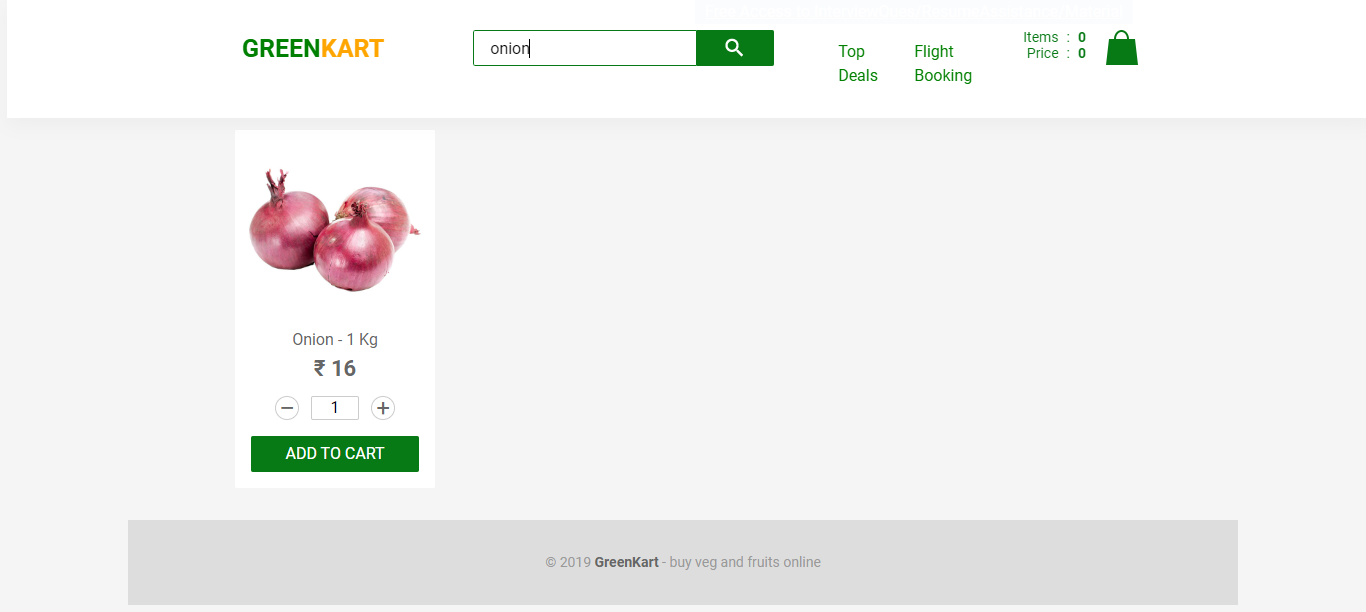 GREENKART
onion
Top
Deals
Flight
Booking
Items : 0
Price : 0
Onion - 1 Kg
₹ 16
1
ADD TO CART
© 2019 GreenKart - buy veg and fruits online